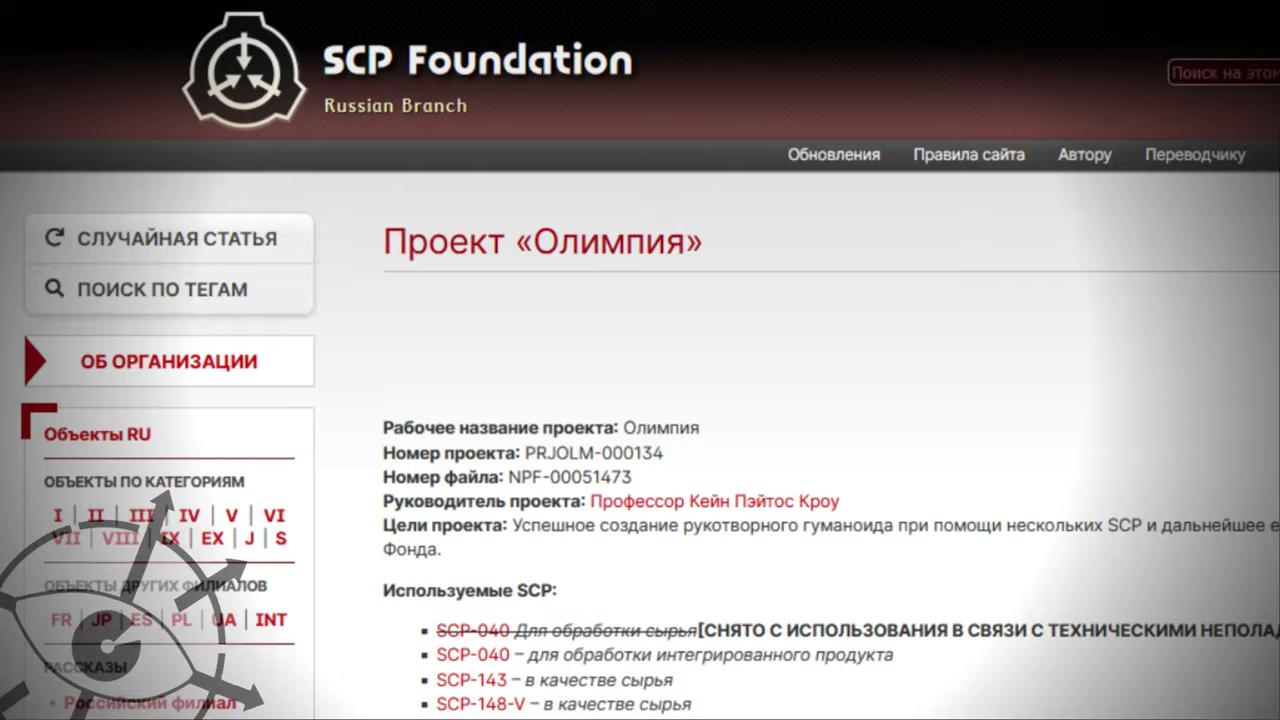 SCP Foundation
Russian Branch
Поиск на этом
Обновления Правила сайта Автору Переводчику
СЛУЧАЙНАЯ СТАТЬЯ
ПОИСК ПО ТЕГАМ
ОБ ОРГАНИЗАЦИИ
Объекты RU
ОБЪЕКТЫ ПО КАТЕГОРИЯМ
I | II | III | IV | V | VI
VII | VIII | IX | EX | J | S
ОБЪЕКТЫ ДРУГИХ ФИЛИАЛОВ
FR | JP | ES | PL | UA | INT
РАССКАЗЫ
Российский филиал
Проект «Олимпия»
Рабочее название проекта: Олимпия
Номер проекта: PRJOLM-000134
Номер файла: NPF-00051473
Руководитель проекта: Профессор Кейн Пэйтос Кроу
Цели проекта: Успешное создание рукотворного гуманоида при помощи нескольких SCP и дальнейшее
Фонда.
Используемые SCP:
SCP-040 Для обработки сырья[СНЯТО С ИСПОЛЬЗОВАНИЯ В СВЯЗИ С ТЕХНИЧЕСКИМИ
SCP-040 – для обработки интегрированного продукта
SCP-143 – в качестве сырья
SCP-148-V – в качестве сырья